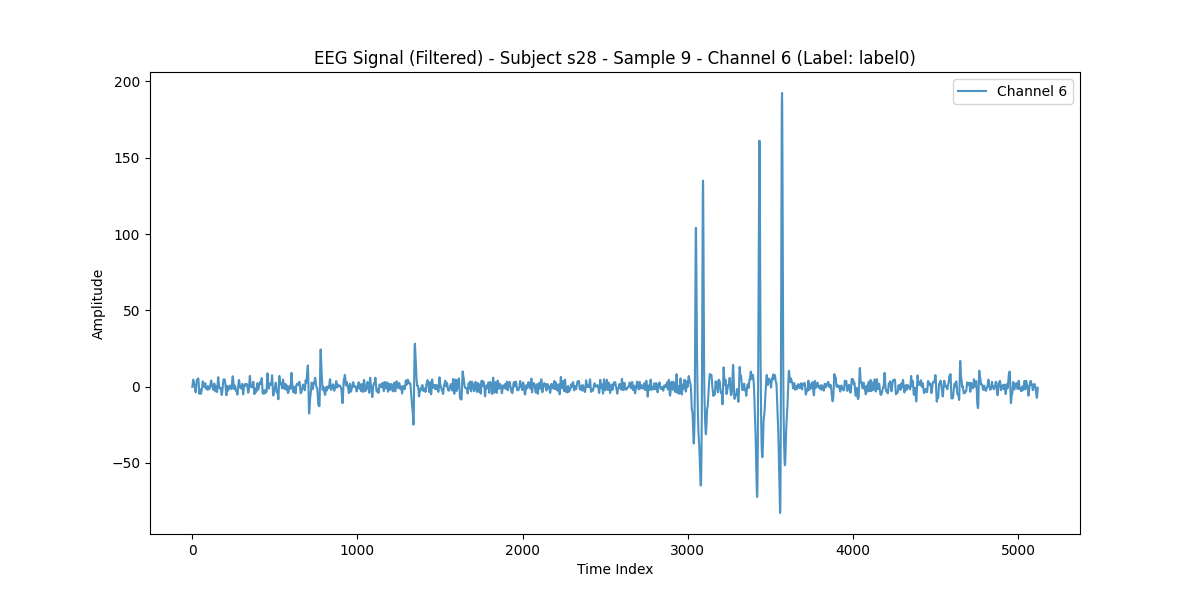 EEG Signal (Filtered) - Subject s28 - Sample 9 - Channel 6 (Label: label0)
Channel 6
200
150
100
50
0
−50
Amplitude
0 1000 2000 3000 4000 5000
Time Index